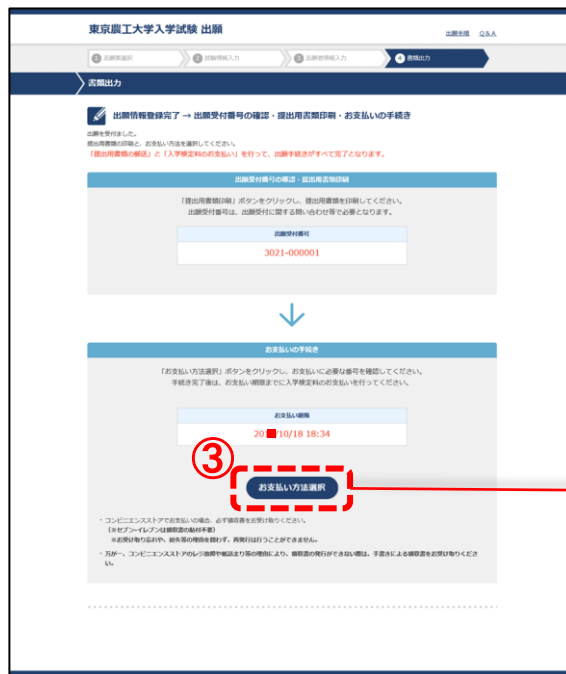 東京農工大学入学試験 出願
出願手順 Q&A
1 出願情報選択 2 試験情報入力 3 出願者情報入力 4 書類出力
書類出力
出願情報登録完了 → 出願受付番号の確認・提出用書類印刷・お支払いの手続き
出願を受付ました。
提出用書類の印刷と、お支払い方法を選択してください。
「提出用書類の郵送」と「入学検定料のお支払い」を行って、出願手続きがすべて完了となります。
出願受付番号の確認・提出用書類印刷
「提出用書類印刷」ボタンをクリックし、提出用書類を印刷してください。
出願受付番号は、出願受付に関する問い合わせ等で必要となります。
出願受付番号
3021-000001
お支払いの手続き
「お支払い方法選択」ボタンをクリックし、お支払いに必要な番号を確認してください。
手続き完了後は、お支払い期限までに入学検定料のお支払いを行ってください。
お支払い期限
201 /10/18 18:34
③
お支払い方法選択
・コンビニエンスストアでお支払いの場合、必ず領収書をお受け取りください。
(※セブン-イレブンは領収書の貼付不要)
※お受け取り忘れや、紛失等の理由を問わず、再発行は行うことができません。
・万が一、コンビニエンスストアのレジ故障や紙詰まり等の理由により、領収書の発行ができない際は、手書きによる領収書をお受け取りくださ
い。